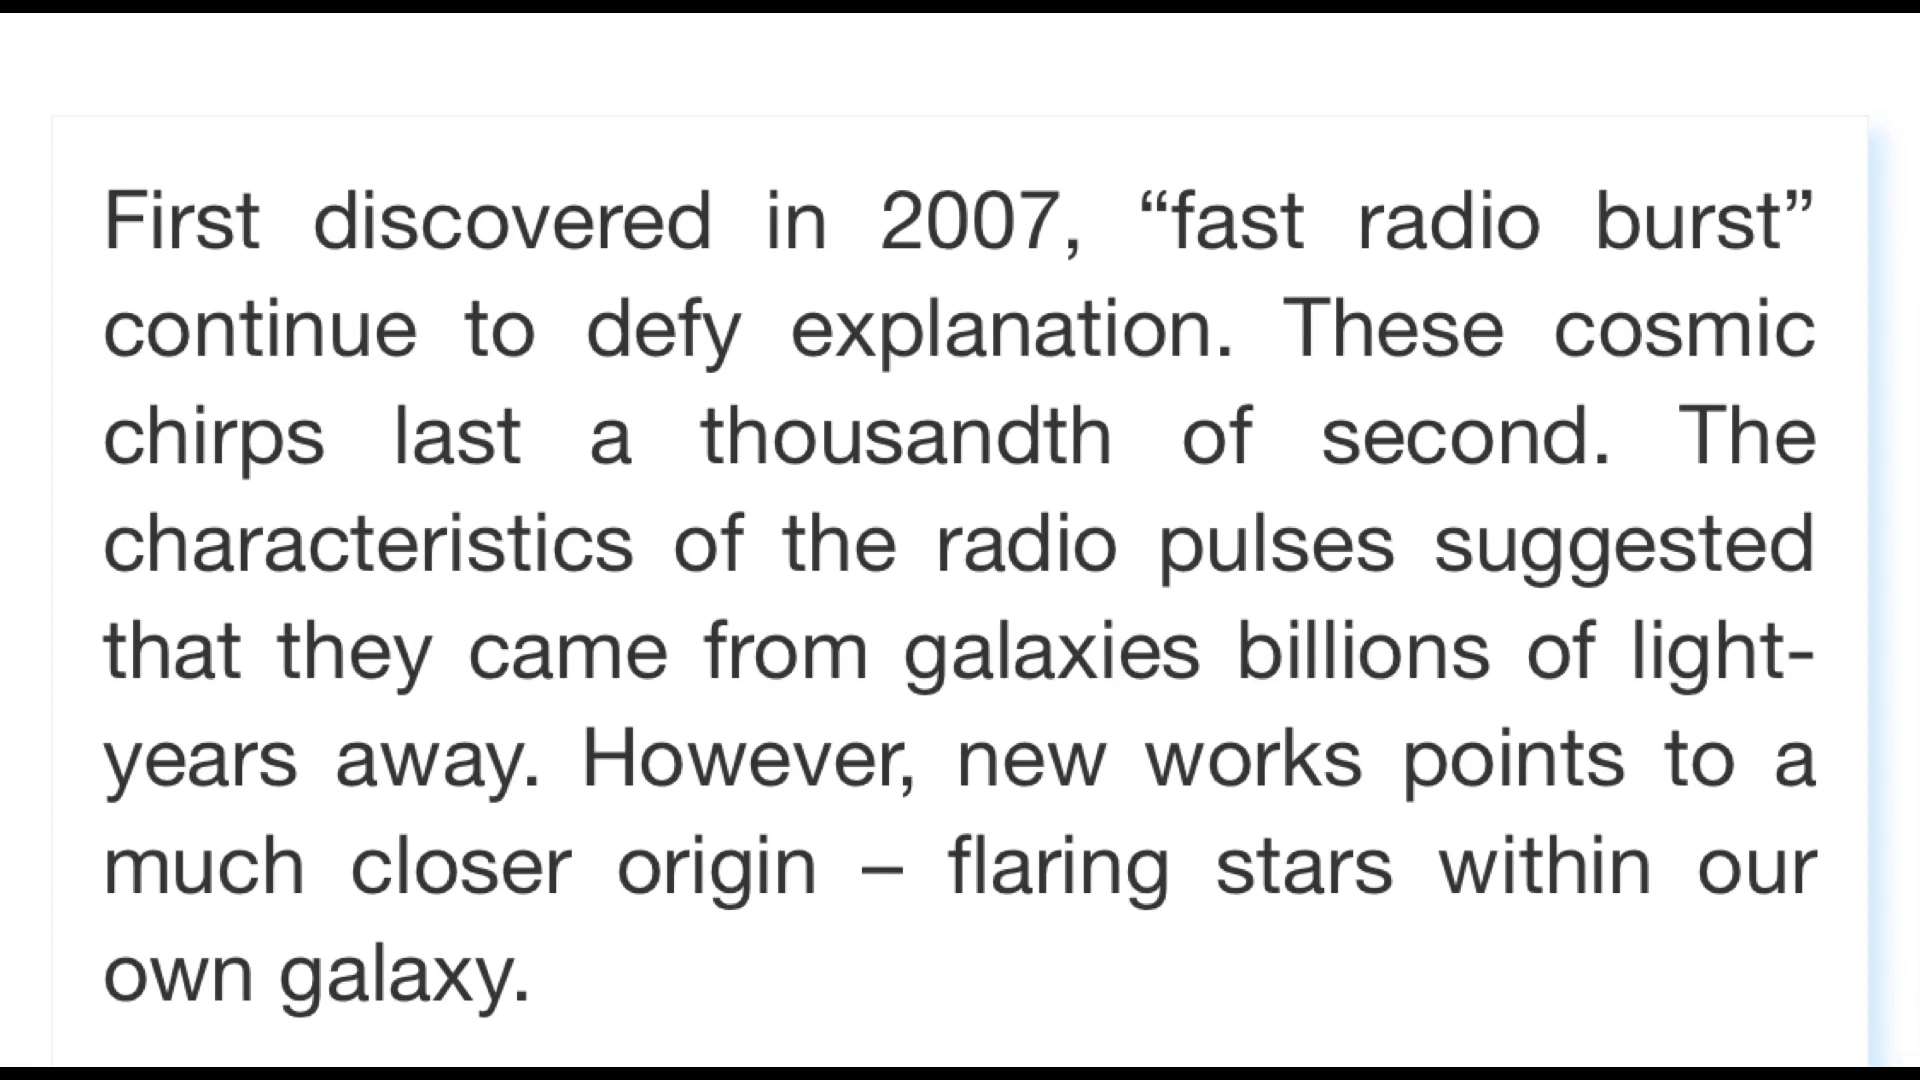 First discovered in 2007, “fast radio burst”
continue to defy explanation. These cosmic
chirps last a thousandth of second. The
characteristics of the radio pulses suggested
that they came from galaxies billions of light-
years away. However, new works points to a
much closer origin – flaring stars within our
own galaxy.